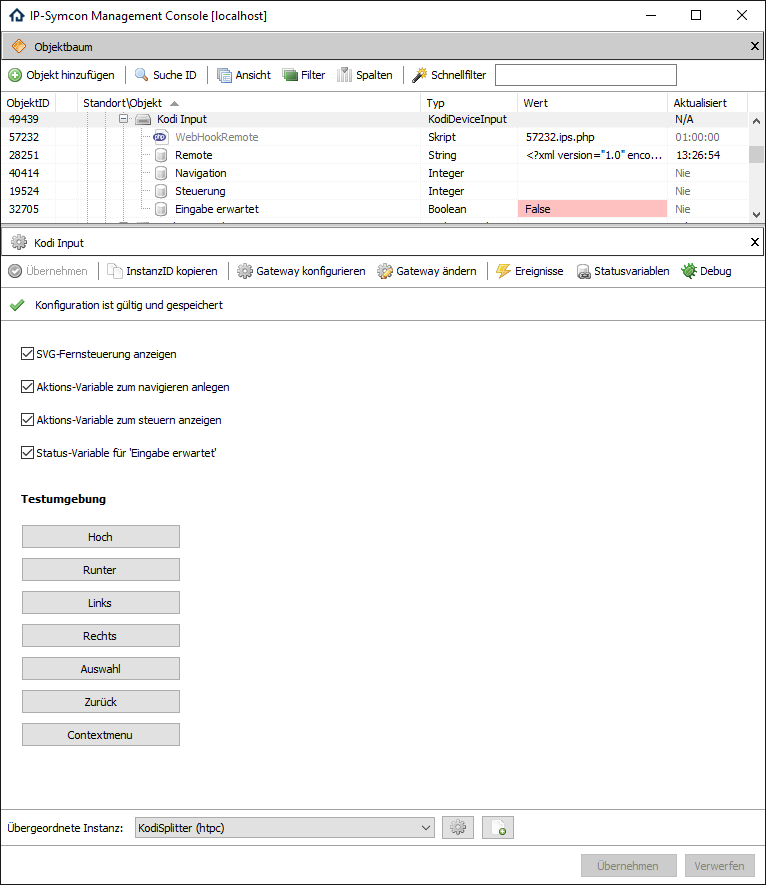 IP-Symcon Management Console [localhost]
Objektbaum X
Objekt hinzufügen Suche ID Ansicht Filter Spalten Schnellfilter
ObjektID Standort\Objekt Typ Wert Aktualisiert
49439 Kodi Input KodiDeviceInput N/A
57232 php WebHookRemote Skript 57232.ips.php 01:00:00
28251 Remote String <?xml version="1.0" enco... 13:26:54
40414 Navigation Integer Nie
19524 Steuerung Integer Nie
32705 Eingabe erwartet Boolean False Nie
Kodi Input X
Übernehmen InstanzID kopieren Gateway konfigurieren Gateway ändern Ereignisse Statusvariablen Debug
Konfiguration ist gültig und gespeichert
SVG-Fernsteuerung anzeigen
Aktions-Variable zum navigieren anlegen
Aktions-Variable zum steuern anzeigen
Status-Variable für 'Eingabe erwartet'
Testumgebung
Hoch
Runter
Links
Rechts
Auswahl
Zurück
Contextmenu
Übergeordnete Instanz: KodiSplitter (htpc)
Übernehmen Verwerfen